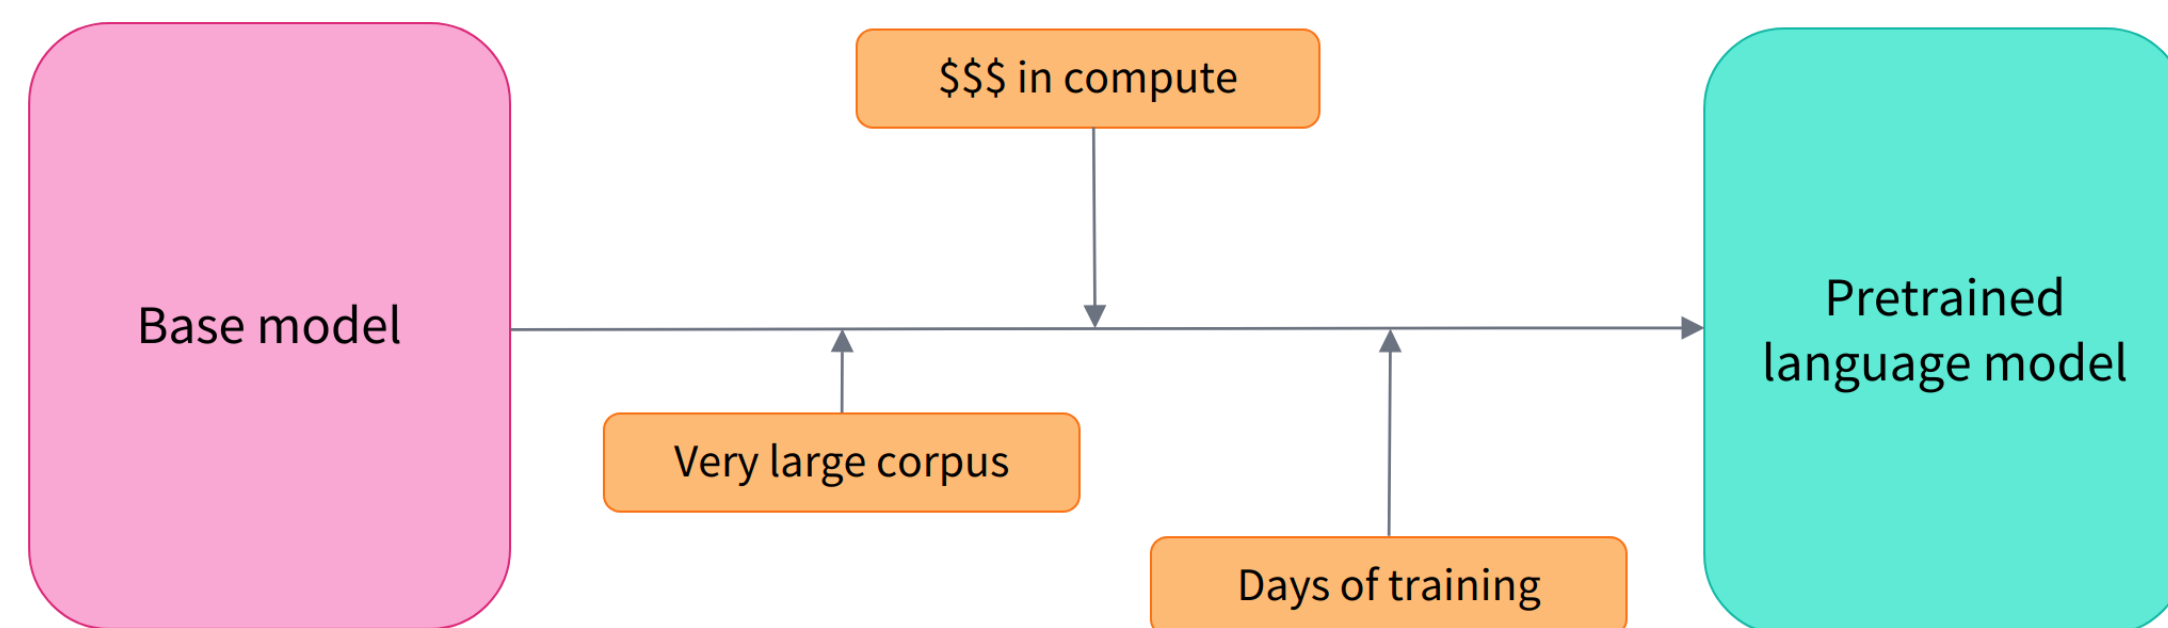 $$$ in compute
Base model
Pretrained
language model
Very large corpus
Days of training